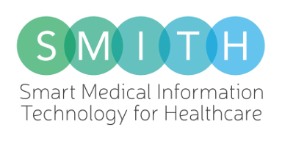 SMITH
Smart Medical Information
Technology for Healthcare